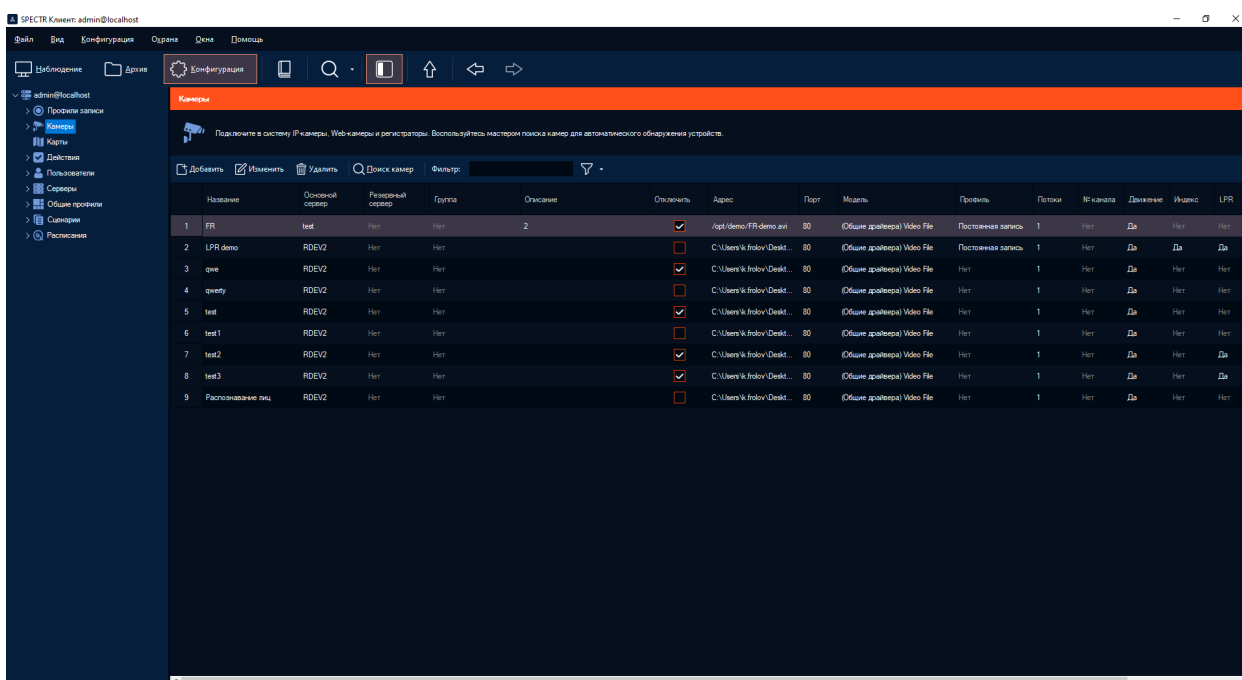 SPECTR Клиент: admin@localhost
Файл Вид Конфигурация Охрана Окна Помощь
Наблюдение Архив Конфигурация
admin@localhost
Профили записи
Камеры
Карты
Действия
Пользователи
Серверы
Общие профили
Сценарии
Расписания
Камеры
Подключите в систему IP-камеры, Web-камеры и регистраторы. Воспользуйтесь мастером поиска камер для автоматического обнаружения устройств.
Добавить Изменить Удалить Поиск камер Фильтр:
Название Основной сервер Резервный сервер Группа Описание Отключить Адрес Порт Модель Профиль Потоки № канала Движение Индекс LPR
1 FR test Нет Нет 2 /opt/demo/FR-demo.avi 80 (Общие драйвера) Video File Постоянная запись 1 Нет Да Нет Нет
2 LPR demo RDEV2 Нет Нет C:\Users\k.frolov\Deskt... 80 (Общие драйвера) Video File Постоянная запись 1 Нет Да Да Да
3 qwe RDEV2 Нет Нет C:\Users\k.frolov\Deskt... 80 (Общие драйвера) Video File Нет 1 Нет Да Нет Нет
4 qwerty RDEV2 Нет Нет C:\Users\k.frolov\Deskt... 80 (Общие драйвера) Video File Нет 1 Нет Да Нет Нет
5 test RDEV2 Нет Нет C:\Users\k.frolov\Deskt... 80 (Общие драйвера) Video File Нет 1 Нет Да Нет Нет
6 test1 RDEV2 Нет Нет C:\Users\k.frolov\Deskt... 80 (Общие драйвера) Video File Нет 1 Нет Да Нет Нет
7 test2 RDEV2 Нет Нет C:\Users\k.frolov\Deskt... 80 (Общие драйвера) Video File Нет 1 Нет Да Нет Да
8 test3 RDEV2 Нет Нет C:\Users\k.frolov\Deskt... 80 (Общие драйвера) Video File Нет 1 Нет Да Нет Да
9 Распознавание лиц RDEV2 Нет Нет C:\Users\k.frolov\Deskt... 80 (Общие драйвера) Video File Нет 1 Нет Да Нет Нет